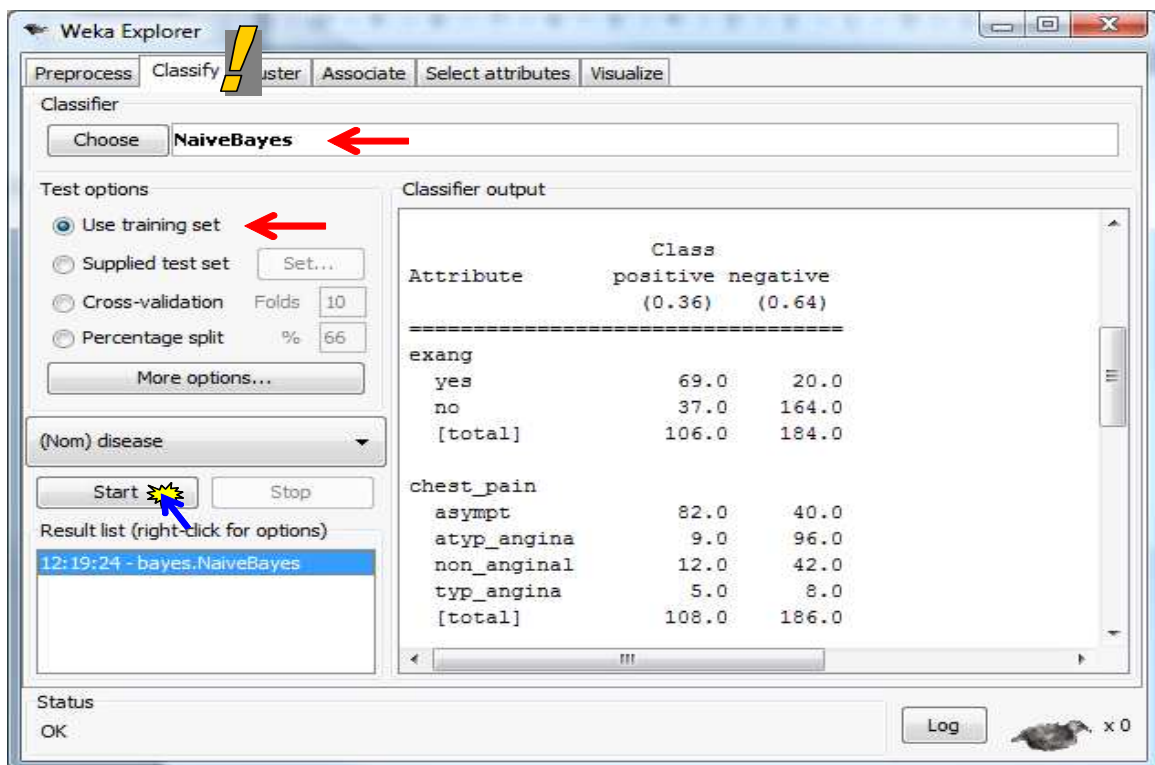 Weka Explorer
Preprocess Classify uster Associate Select attributes Visualize
Classifier
Choose NaiveBayes
Test options
Use training set
Supplied test set Set...
Cross-validation Folds 10
Percentage split % 66
More options...
(Nom) disease
Start Stop
Result list (right-click for options)
12:19:24 - bayes.NaiveBayes
Classifier output
Class
Attribute positive negative
(0.36) (0.64)
===================================
exang
yes 69.0 20.0
no 37.0 164.0
[total] 106.0 184.0
chest_pain
asympt 82.0 40.0
atyp_angina 9.0 96.0
non_anginal 12.0 42.0
typ_angina 5.0 8.0
[total] 108.0 186.0
Status
OK
Log x 0